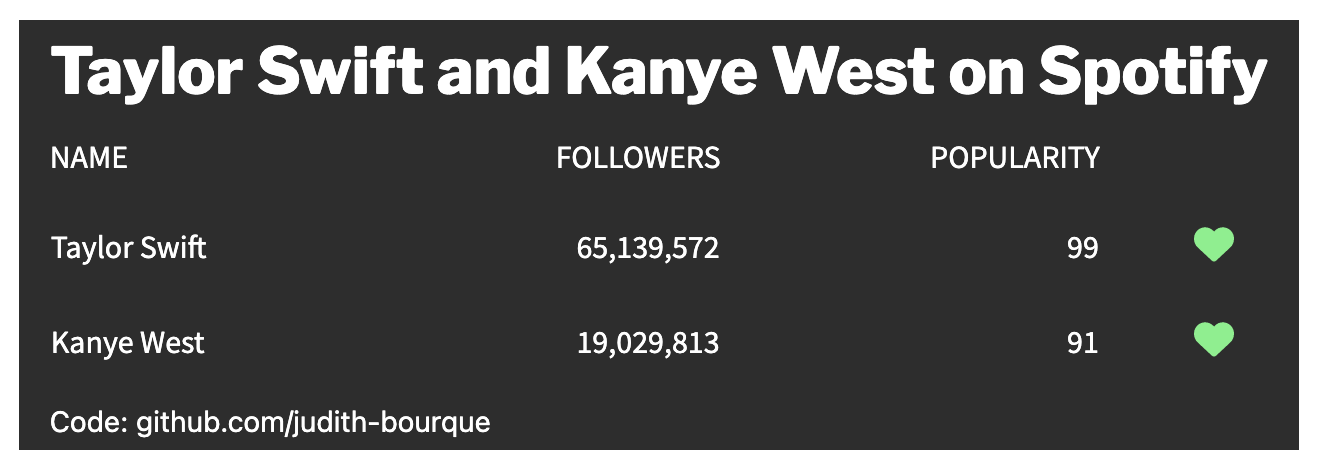 Taylor Swift and Kanye West on Spotify
NAME FOLLOWERS POPULARITY
Taylor Swift 65,139,572 99
Kanye West 19,029,813 91
Code: github.com/judith-bourque